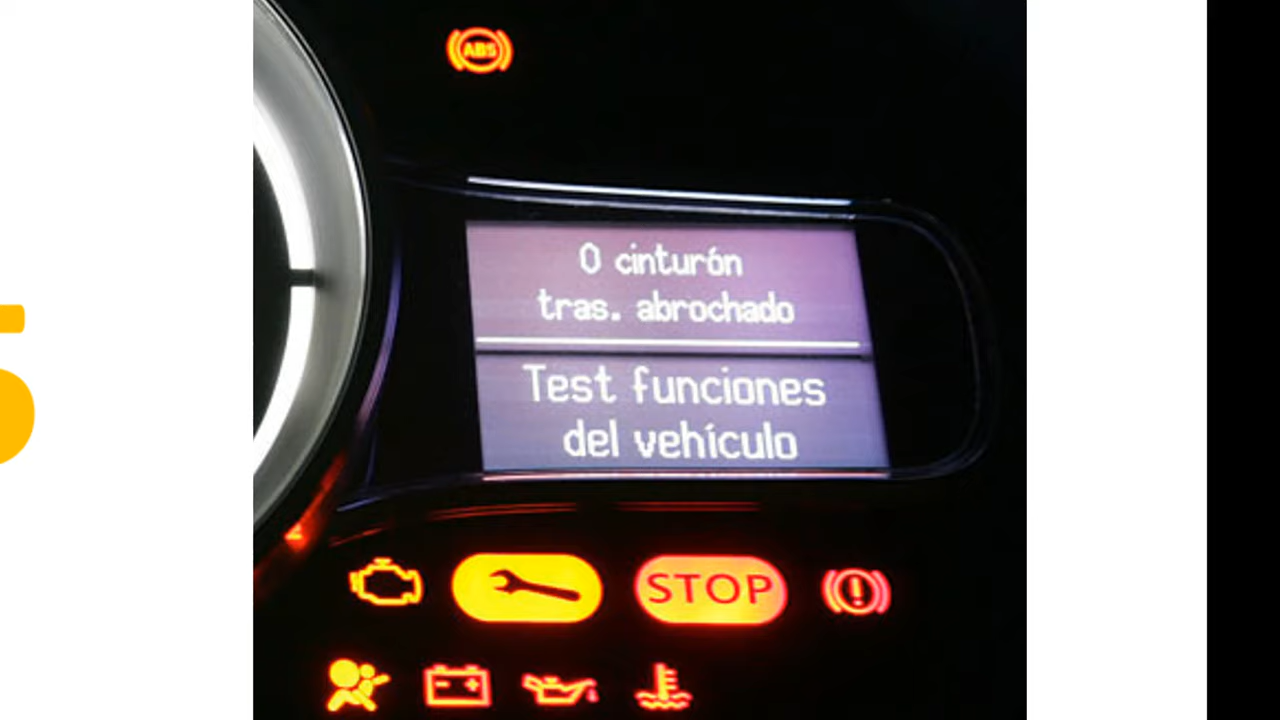 ABS
0 cinturón
tras. abrochado
Test funciones
del vehículo
STOP